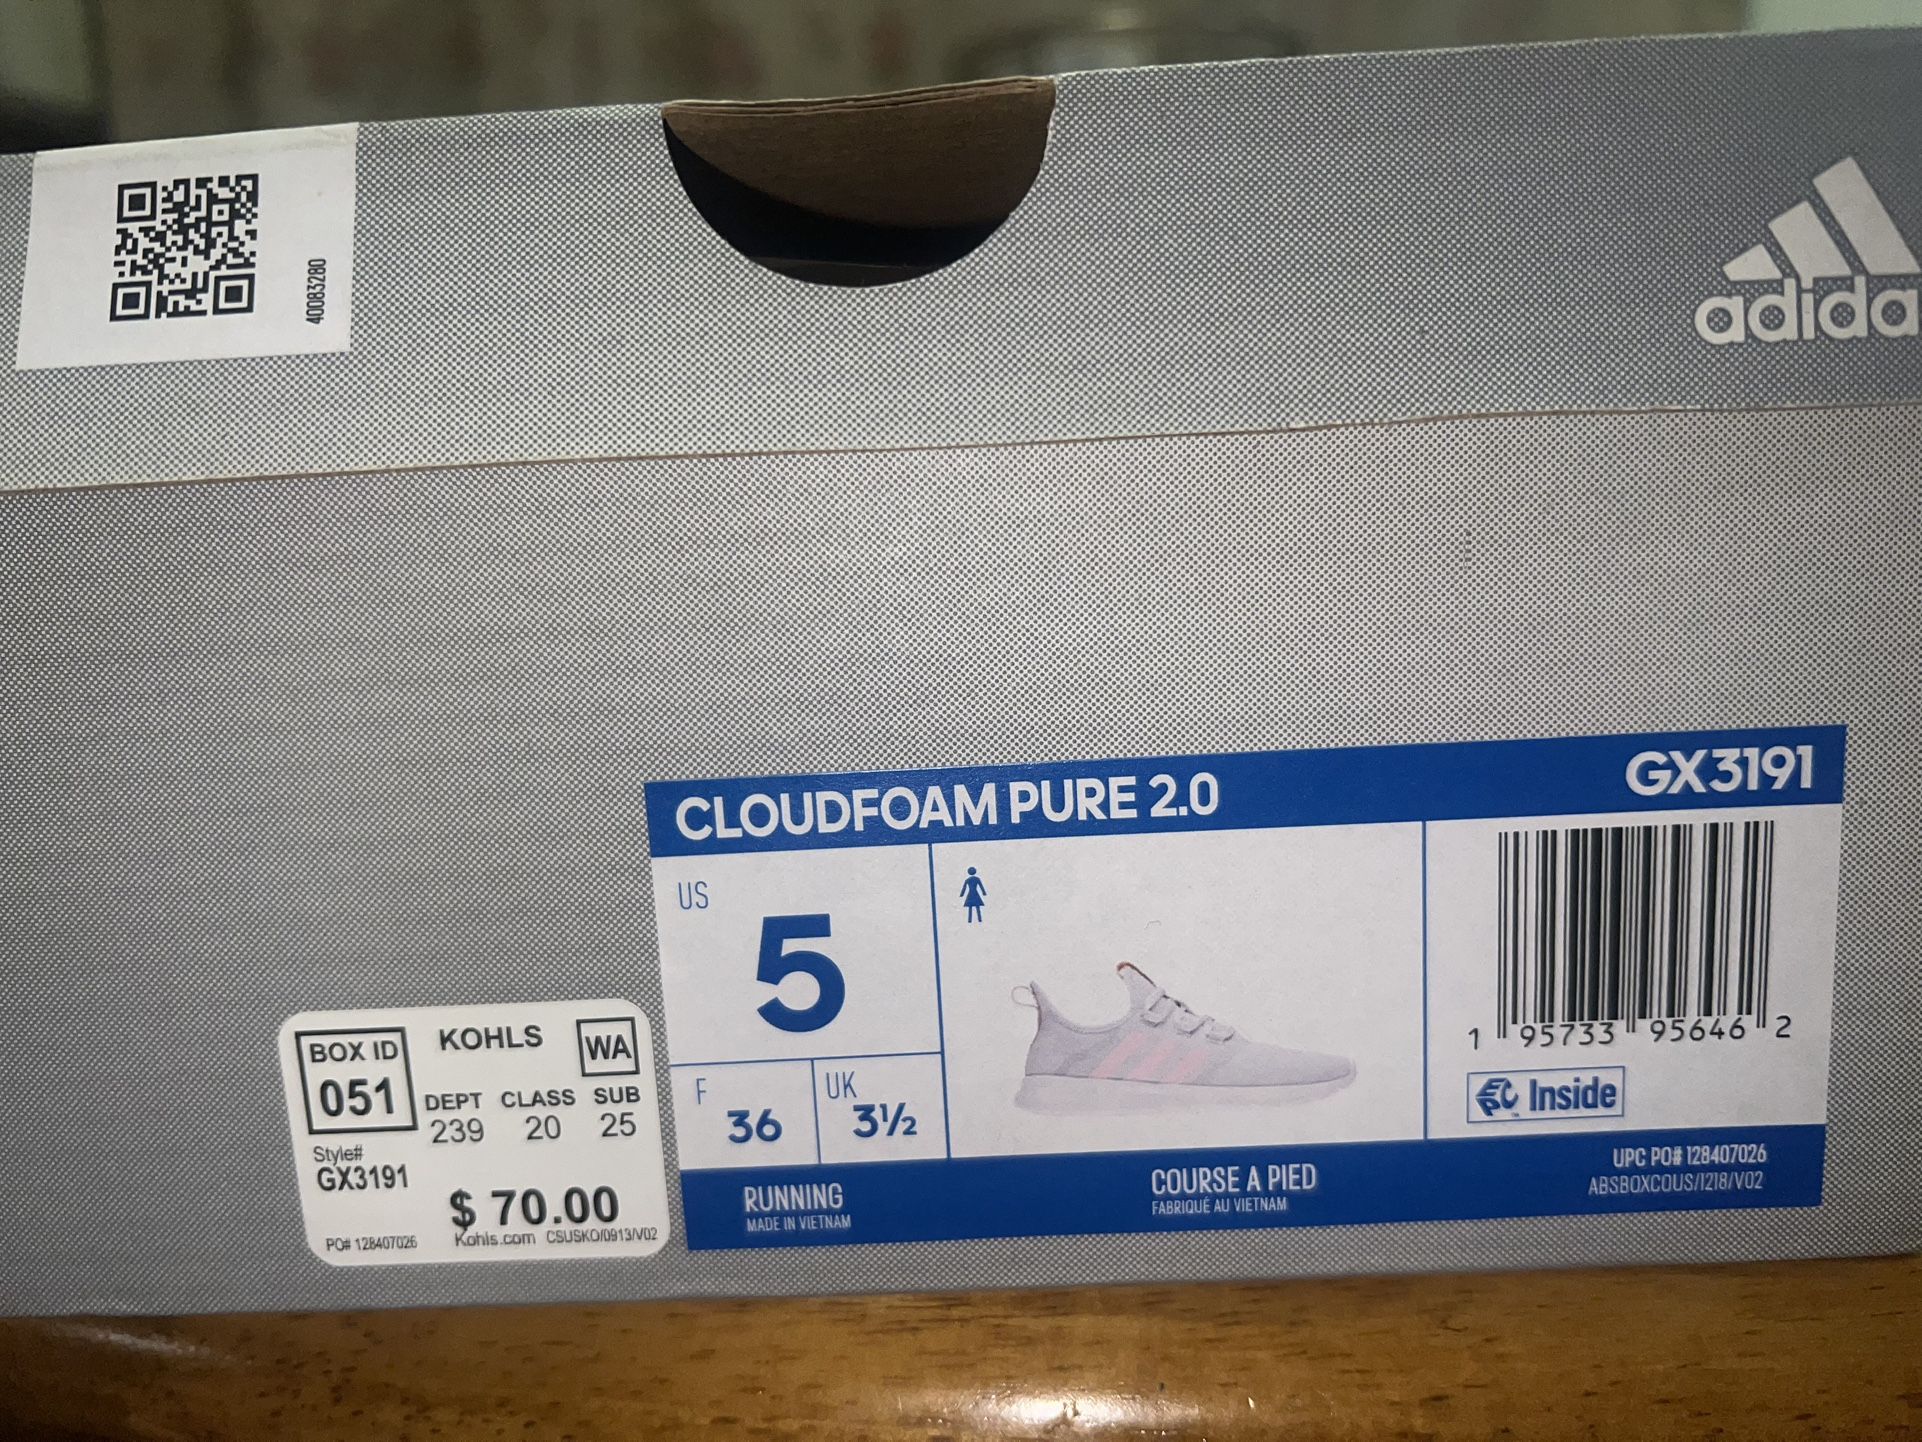 40083280
adida
CLOUDFOAM PURE 2.0
GX3191
US
5
F
36
UK
3½
1 95733 95646 2
EPC Inside
RUNNING
MADE IN VIETNAM
COURSE A PIED
FABRIQUÉ AU VIETNAM
UPC PO# 128407026
ABSBOXCOUS/1218/V02
BOX ID
051
KOHLS
WA
DEPT CLASS SUB
239 20 25
Style#
GX3191
$ 70.00
PO# 128407026
Kohls.com CSUSKO/0913/V02